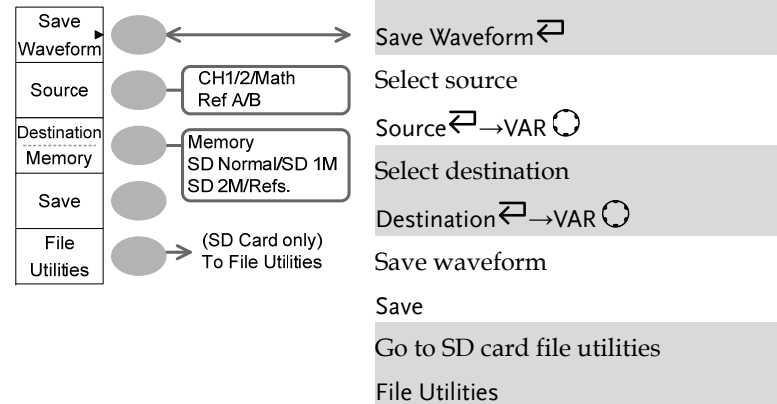 Save
Waveform
Source
Destination
Memory
Save
File
Utilities
CH1/2/Math
Ref A/B
Memory
SD Normal/SD 1M
SD 2M/Refs.
(SD Card only)
To File Utilities
Save Waveform
Select source
Source→VAR
Select destination
Destination→VAR
Save waveform
Save
Go to SD card file utilities
File Utilities